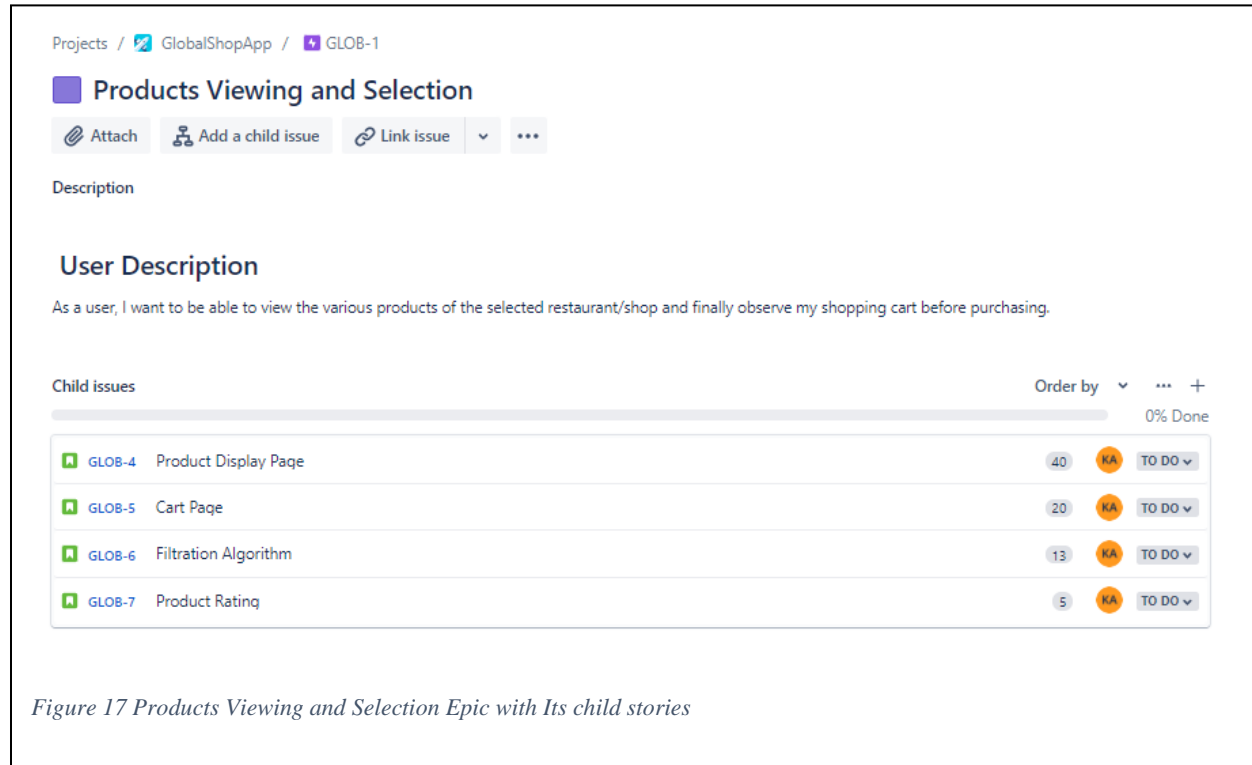 Projects / GlobalShopApp / GLOB-1
Products Viewing and Selection
Attach Add a child issue Link issue
Description
User Description
As a user, I want to be able to view the various products of the selected restaurant/shop and finally observe my shopping cart before purchasing.
Child issues Order by
0% Done
GLOB-4 Product Display Page 40 KA TO DO
GLOB-5 Cart Page 20 KA TO DO
GLOB-6 Filtration Algorithm 13 KA TO DO
GLOB-7 Product Rating 5 KA TO DO
Figure 17 Products Viewing and Selection Epic with Its child stories